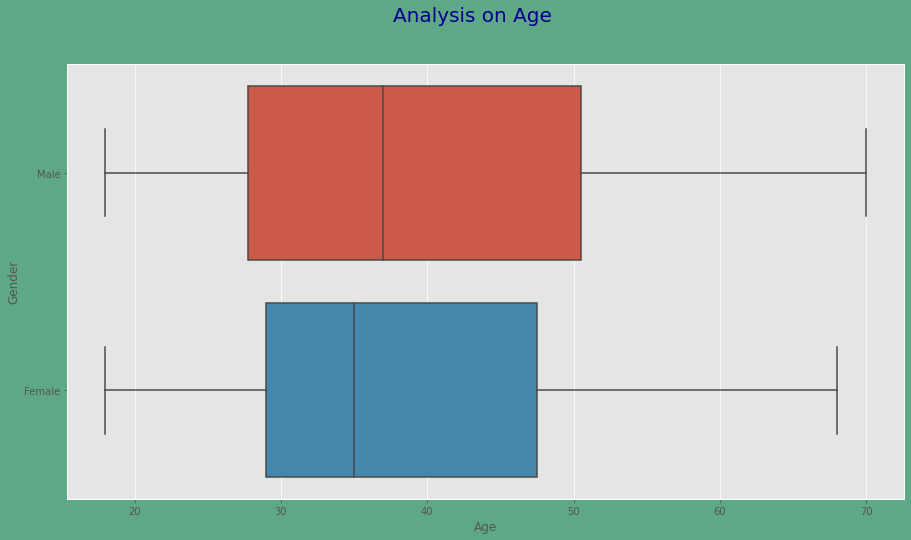 Analysis on Age
Gender
Male
Female
20 30 40 50 60 70
Age